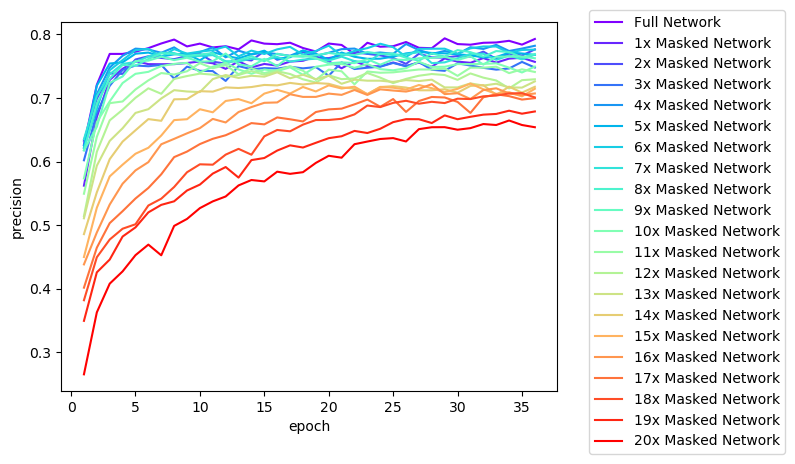 0.8
0.7
0.6
0.5
0.4
0.3
precision
0
5
10
15
20
25
30
35
epoch
Full Network
1x Masked Network
2x Masked Network
3x Masked Network
4x Masked Network
5x Masked Network
6x Masked Network
7x Masked Network
8x Masked Network
9x Masked Network
10x Masked Network
11x Masked Network
12x Masked Network
13x Masked Network
14x Masked Network
15x Masked Network
16x Masked Network
17x Masked Network
18x Masked Network
19x Masked Network
20x Masked Network